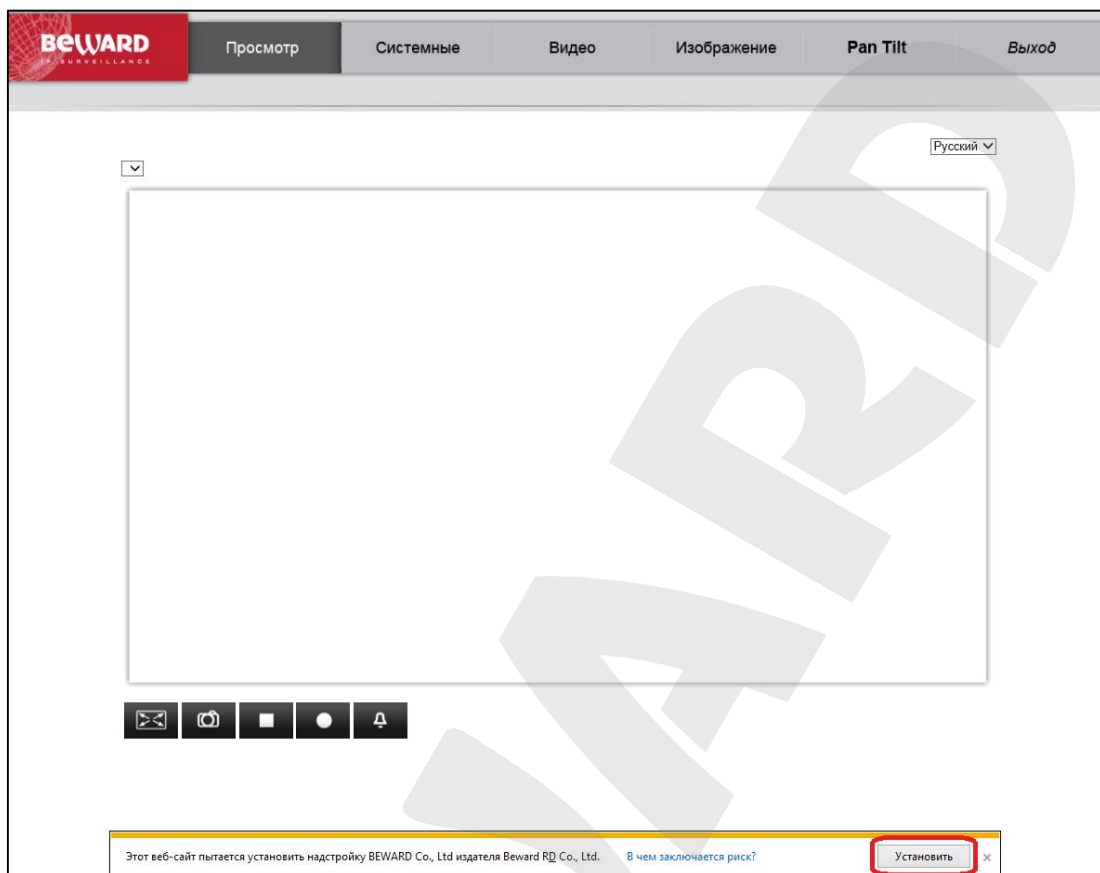 BEWARD
IP SURVEILLANCE
Просмотр Системные Видео Изображение Pan Tilt Выход
Русский
Этот веб-сайт пытается установить надстройку BEWARD Co., Ltd издателя Beward RD Co., Ltd. В чем заключается риск? Установить ×
WARD